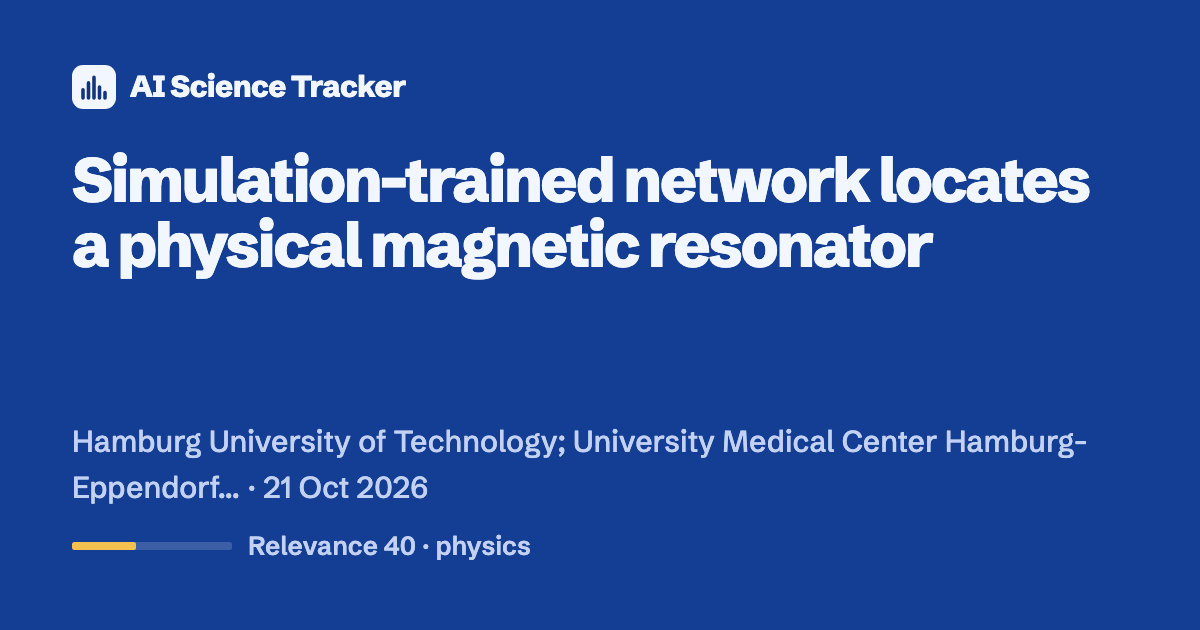 AI Science Tracker
Simulation-trained network locates
a physical magnetic resonator
Hamburg University of Technology; University Medical Center Hamburg-
Eppendorf… · 21 Oct 2026
Relevance 40 · physics